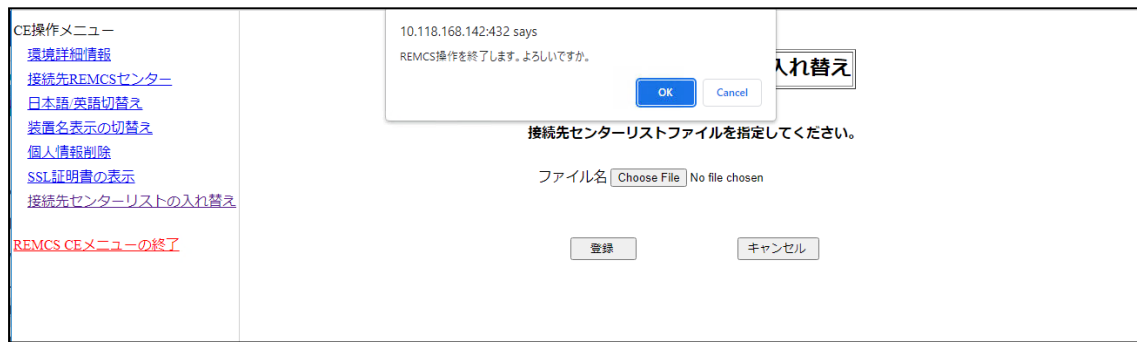 CE操作メニュー
環境詳細情報
接続先REMCSセンター
日本語/英語切替え
装置名表示の切替え
個人情報削除
SSL証明書の表示
接続先センターリストの入れ替え
REMCS CEメニューの終了
10.118.168.142:432 says
REMCS操作を終了します。よろしいですか。
OK Cancel
入れ替え
接続先センターリストファイルを指定してください。
ファイル名 Choose File No file chosen
登録 キャンセル